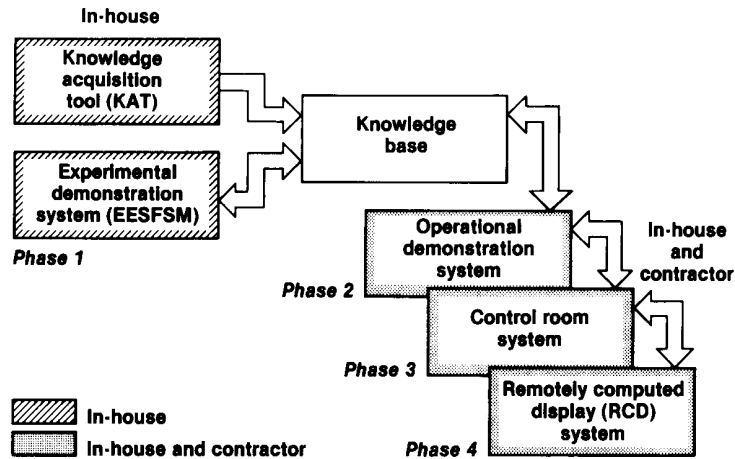 In-house
Knowledge
acquisition
tool (KAT)
Knowledge
base
Experimental
demonstration
system (EESFSM)
Phase 1
Operational
demonstration
system
In-house
and
contractor
Phase 2
Control room
system
Phase 3
Remotely computed
display (RCD)
system
Phase 4
In-house
In-house and contractor